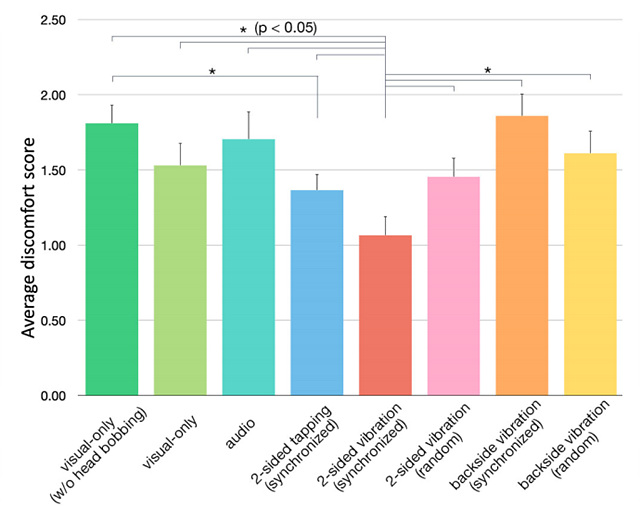 2.50
* (p < 0.05)
*
*
2.00
1.50
1.00
0.50
0.00
Average discomfort score
visual-only
(w/o head bobbing)
visual-only
audio
2-sided tapping
(synchronized)
2-sided vibration
(synchronized)
2-sided vibration
(random)
backside vibration
(synchronized)
backside vibration
(random)